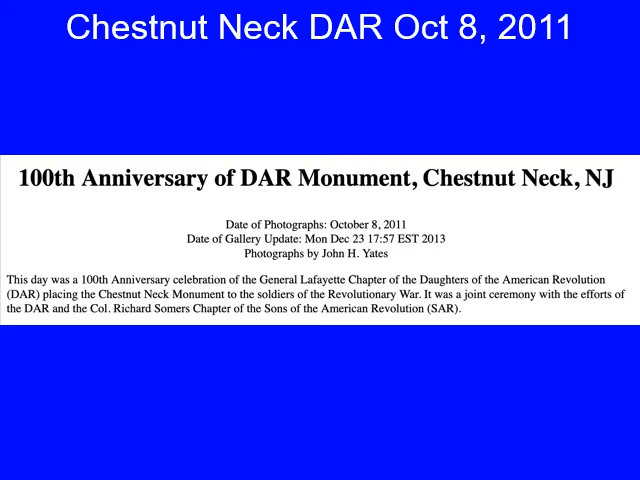 Chestnut Neck DAR Oct 8, 2011
100th Anniversary of DAR Monument, Chestnut Neck, NJ
Date of Photographs: October 8, 2011
Date of Gallery Update: Mon Dec 23 17:57 EST 2013
Photographs by John H. Yates
This day was a 100th Anniversary celebration of the General Lafayette Chapter of the Daughters of the American Revolution
(DAR) placing the Chestnut Neck Monument to the soldiers of the Revolutionary War. It was a joint ceremony with the efforts of
the DAR and the Col. Richard Somers Chapter of the Sons of the American Revolution (SAR).